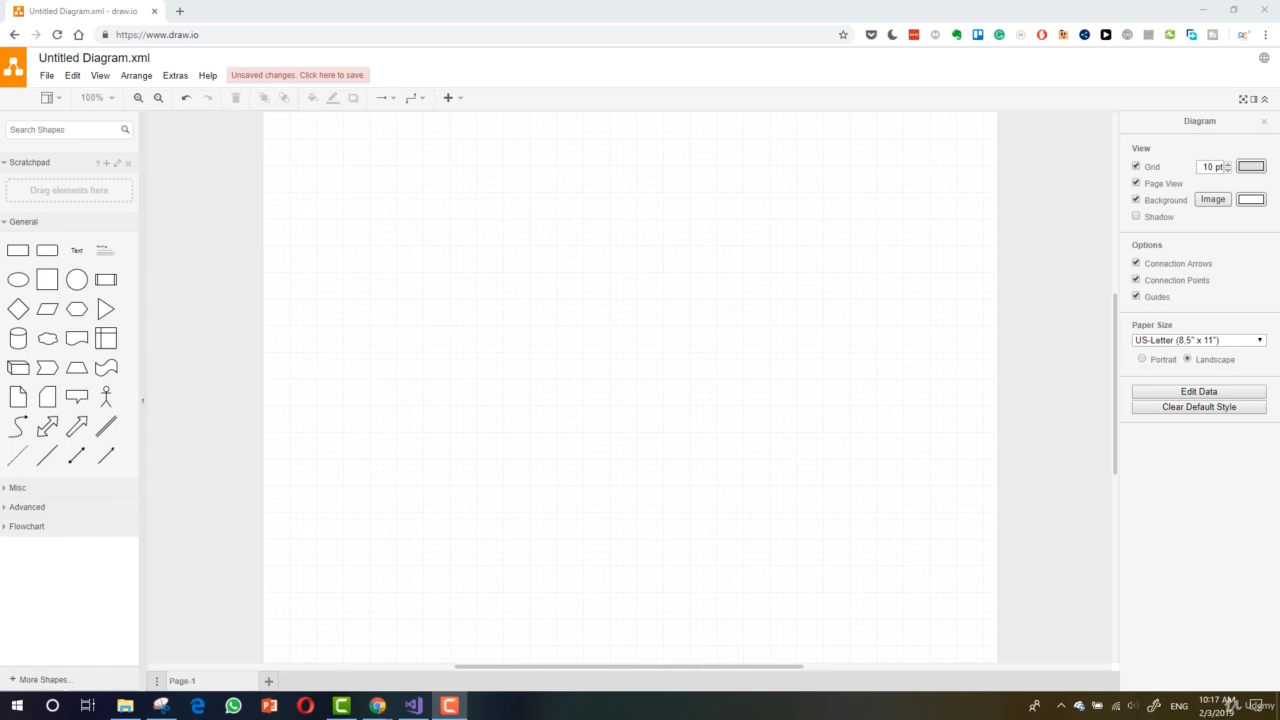 Untitled Diagram.xml - draw.io
https://www.draw.io
Untitled Diagram.xml
File Edit View Arrange Extras Help Unsaved changes. Click here to save.
100%
Search Shapes
Diagram
View
Scratchpad ?
Grid 10 pt
Page View
Drag elements here
Background Image
Shadow
General
Options
Text
Connection Arrows
Connection Points
Guides
Paper Size
US-Letter (8,5" x 11")
Portrait Landscape
Edit Data
Clear Default Style
Misc
Advanced
Flowchart
More Shapes...
Page-1
10:17 AM
ENG
2/3/2019
Udemy